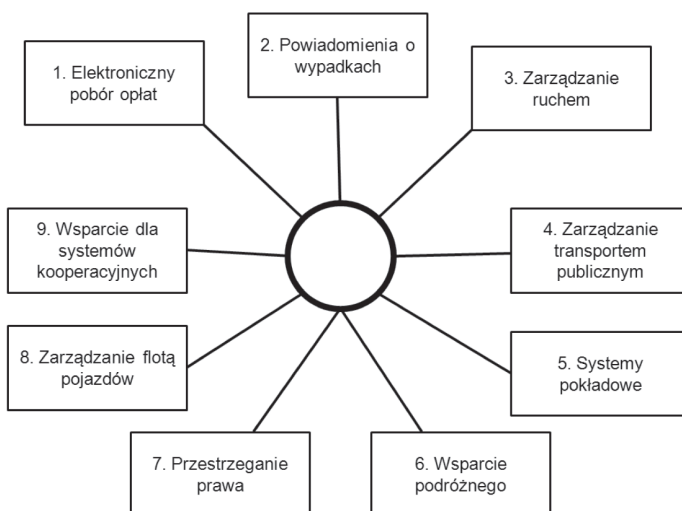 1. Elektroniczny
pobór opłat
2. Powiadomienia o
wypadkach
3. Zarządzanie
ruchem
4. Zarządzanie
transportem
publicznym
5. Systemy
pokładowe
6. Wsparcie
podróżnego
7. Przestrzeganie
prawa
8. Zarządzanie flotą
pojazdów
9. Wsparcie dla
systemów
kooperacyjnych